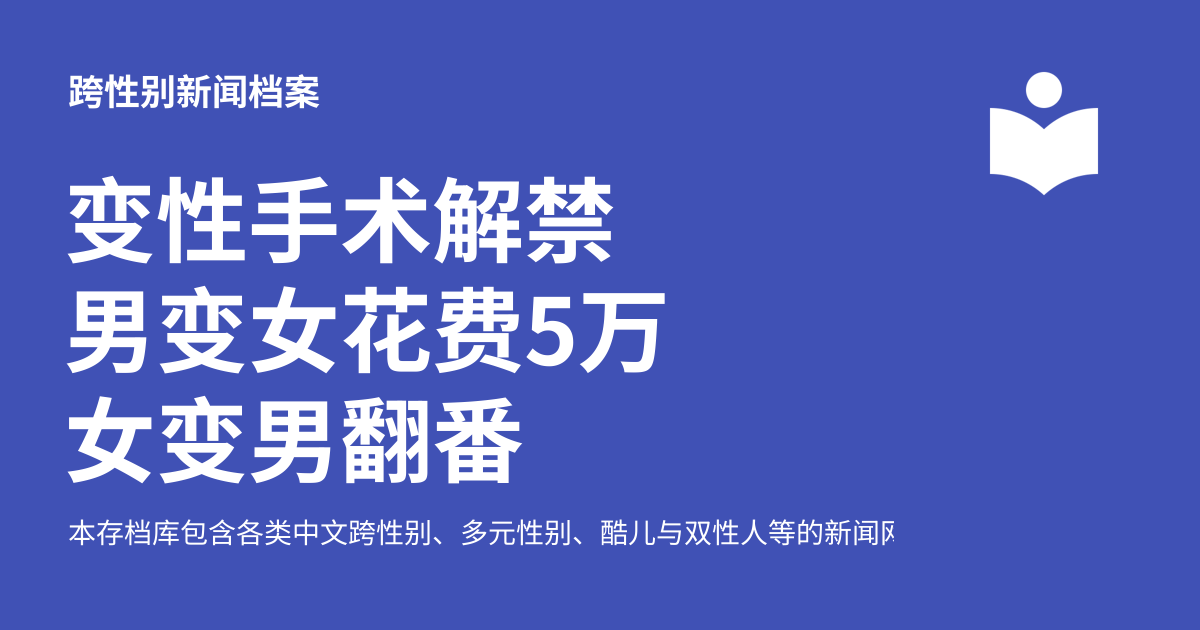 跨性别新闻档案
变性手术解禁
男变女花费5万
女变男翻番
本存档库包含各类中文跨性别、多元性别、酷儿与双性人等的新闻网